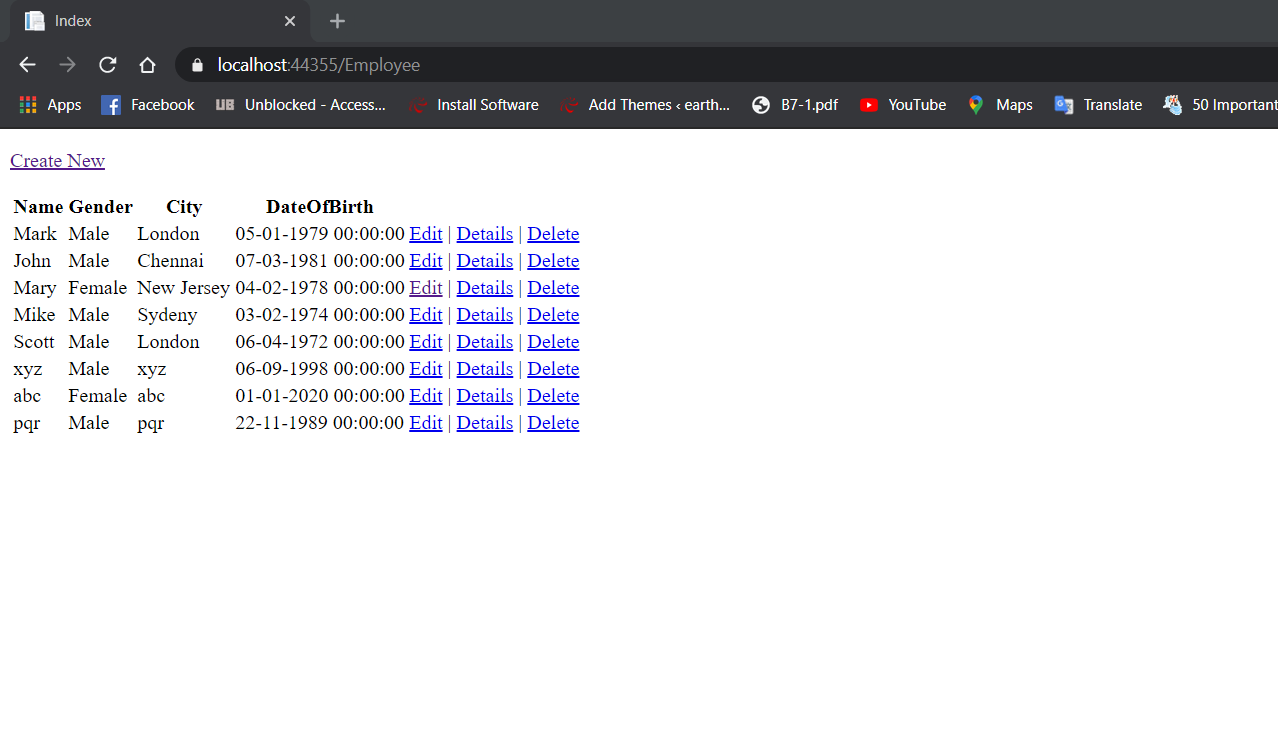 Index
localhost:44355/Employee
Apps Facebook UB Unblocked - Access... Install Software Add Themes ‹ earth... B7-1.pdf YouTube Maps Translate 50 Important
Create New
Name Gender City DateOfBirth
Mark Male London 05-01-1979 00:00:00 Edit | Details | Delete
John Male Chennai 07-03-1981 00:00:00 Edit | Details | Delete
Mary Female New Jersey 04-02-1978 00:00:00 Edit | Details | Delete
Mike Male Sydeny 03-02-1974 00:00:00 Edit | Details | Delete
Scott Male London 06-04-1972 00:00:00 Edit | Details | Delete
xyz Male xyz 06-09-1998 00:00:00 Edit | Details | Delete
abc Female abc 01-01-2020 00:00:00 Edit | Details | Delete
pqr Male pqr 22-11-1989 00:00:00 Edit | Details | Delete